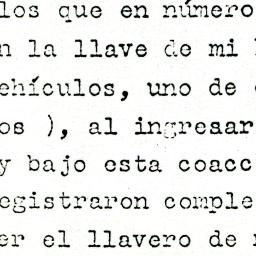 los que en número
n la llave de mi
ehículos, uno de
os ), al ingresar
y bajo esta coacc
egistraron comple
er el llavero de